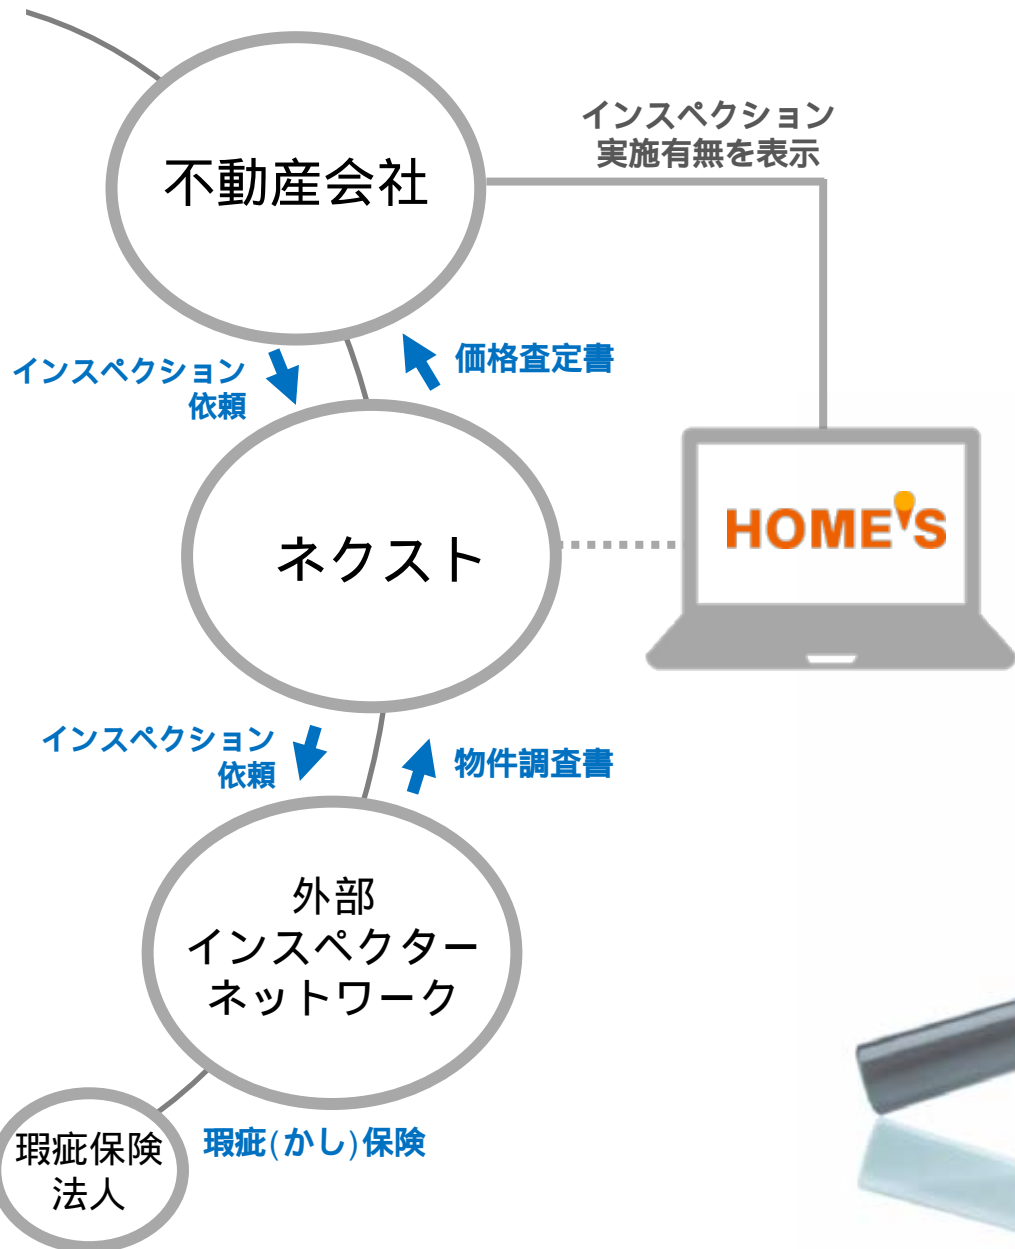 インスペクション
実施有無を表示
不動産会社
インスペクション
依頼
価格査定書
ネクスト
HOME'S
インスペクション
依頼
物件調査書
外部
インスペクター
ネットワーク
瑕疵保険
法人
瑕疵(かし)保険